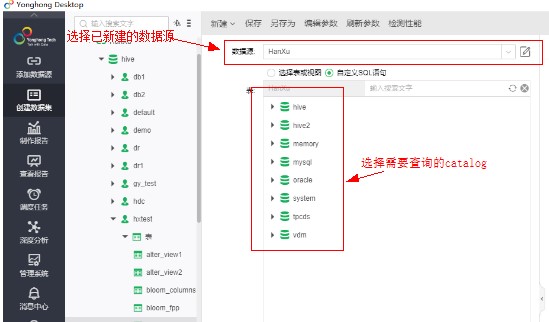 Yonghong Desktop
Yonghong Tech
添加数据源
创建数据集
制作报告
查看报告
调度任务
深度分析
管理系统
消息中心
输入搜索文字
选择已新建的数据源
hive
db1
db2
default
demo
dr
dr1
gy_test
hdc
hxtest
表
alter_view1
alter_view2
bloom_columns
bloom_fpp
新建 保存 另存为 编辑参数 刷新参数 检测性能
数据源: HanXu
选择表或视图 自定义SQL语句
表: HanXu 输入搜索文字
hive
hive2
memory
mysql
oracle
system
tpcds
vdm
选择需要查询的catalog